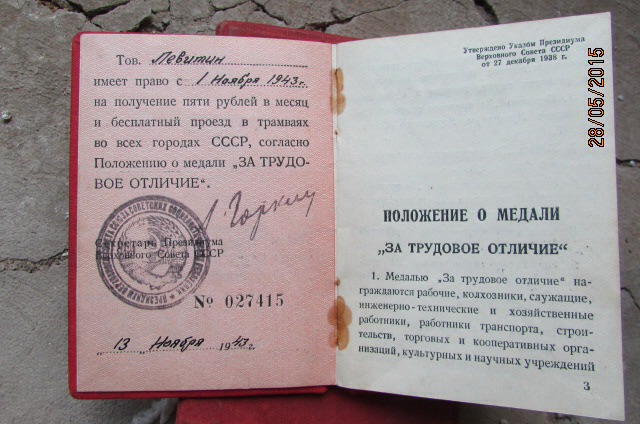 Тов. Левитин
имеет право с 1 Ноября 1943г.
на получение пяти рублей в месяц
и бесплатный проезд в трамваях
во всех городах СССР, согласно
Положению о медали „ЗА ТРУДО-
ВОЕ ОТЛИЧИЕ“.
Секретарь Президиума
Верховного Совета СССР
А. Горкин
№ 027415
„13“ Ноября 1943г.
Утверждено Указом Президиума
Верховного Совета СССР
от 27 декабря 1938 г.
ПОЛОЖЕНИЕ О МЕДАЛИ
„ЗА ТРУДОВОЕ ОТЛИЧИЕ“
1. Медалью „За трудовое отличие“ на-
граждаются рабочие, колхозники, служащие,
инженерно-технические и хозяйственные
работники, работники транспорта, строи-
тельств, торговых и кооперативных орга-
низаций, культурных и научных учреждений
3
28/05/2015